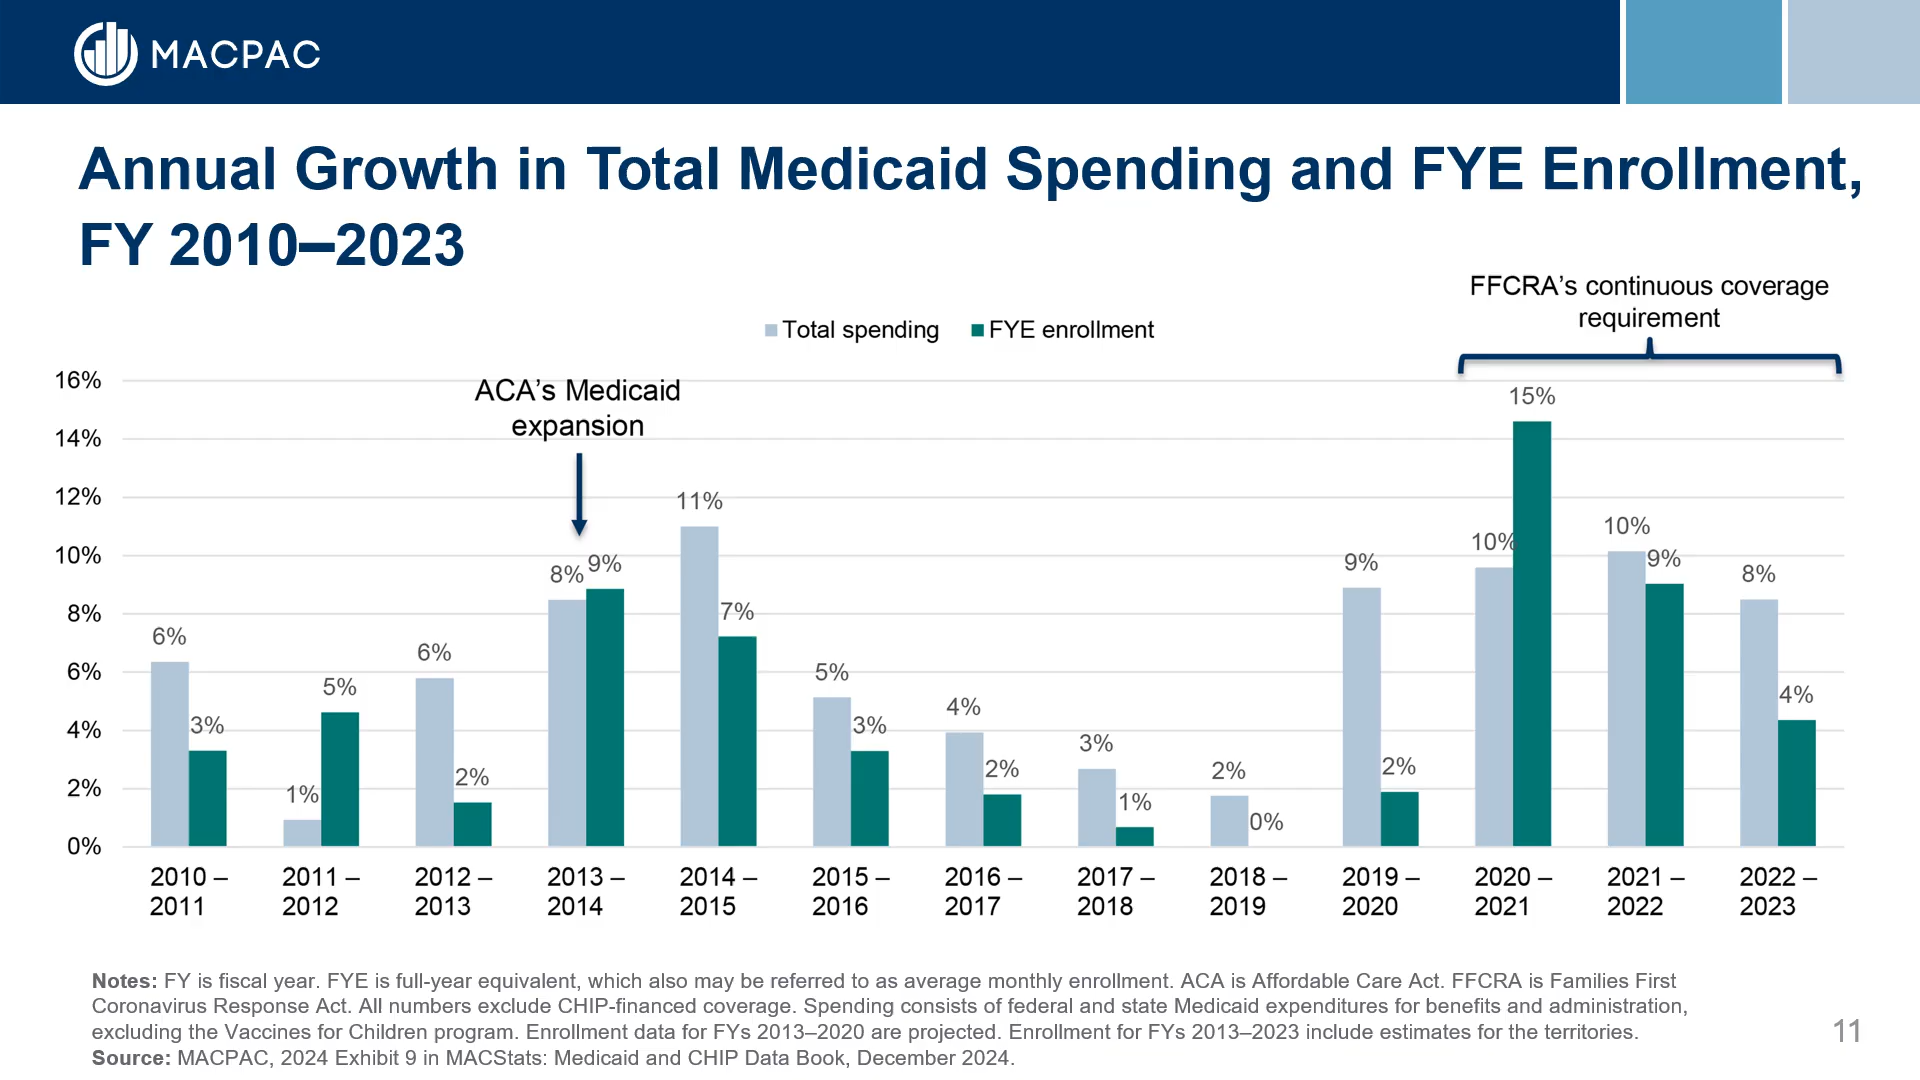 MACPAC
Annual Growth in Total Medicaid Spending and FYE Enrollment,
FY 2010–2023
FFCRA’s continuous coverage
requirement
Total spending FYE enrollment
ACA’s Medicaid
expansion
16%
14%
12%
10%
8%
6%
4%
2%
0%
6% 3%
1% 5%
6% 2%
8% 9%
11% 7%
5% 3%
4% 2%
3% 1%
2% 0%
9% 2%
10% 15%
10% 9%
8% 4%
2010 – 2011 – 2012 – 2013 – 2014 – 2015 – 2016 – 2017 – 2018 – 2019 – 2020 – 2021 – 2022 –
2011 2012 2013 2014 2015 2016 2017 2018 2019 2020 2021 2022 2023
Notes: FY is fiscal year. FYE is full-year equivalent, which also may be referred to as average monthly enrollment. ACA is Affordable Care Act. FFCRA is Families First
Coronavirus Response Act. All numbers exclude CHIP-financed coverage. Spending consists of federal and state Medicaid expenditures for benefits and administration,
excluding the Vaccines for Children program. Enrollment data for FYs 2013–2020 are projected. Enrollment for FYs 2013–2023 include estimates for the territories.
Source: MACPAC, 2024 Exhibit 9 in MACStats: Medicaid and CHIP Data Book, December 2024.
11